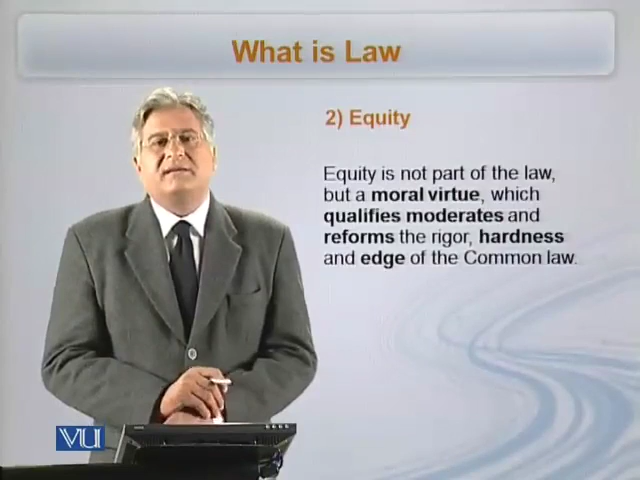 What is Law
2) Equity
Equity is not part of the law,
but a moral virtue, which
qualifies moderates and
reforms the rigor, hardness
and edge of the Common law.
VU